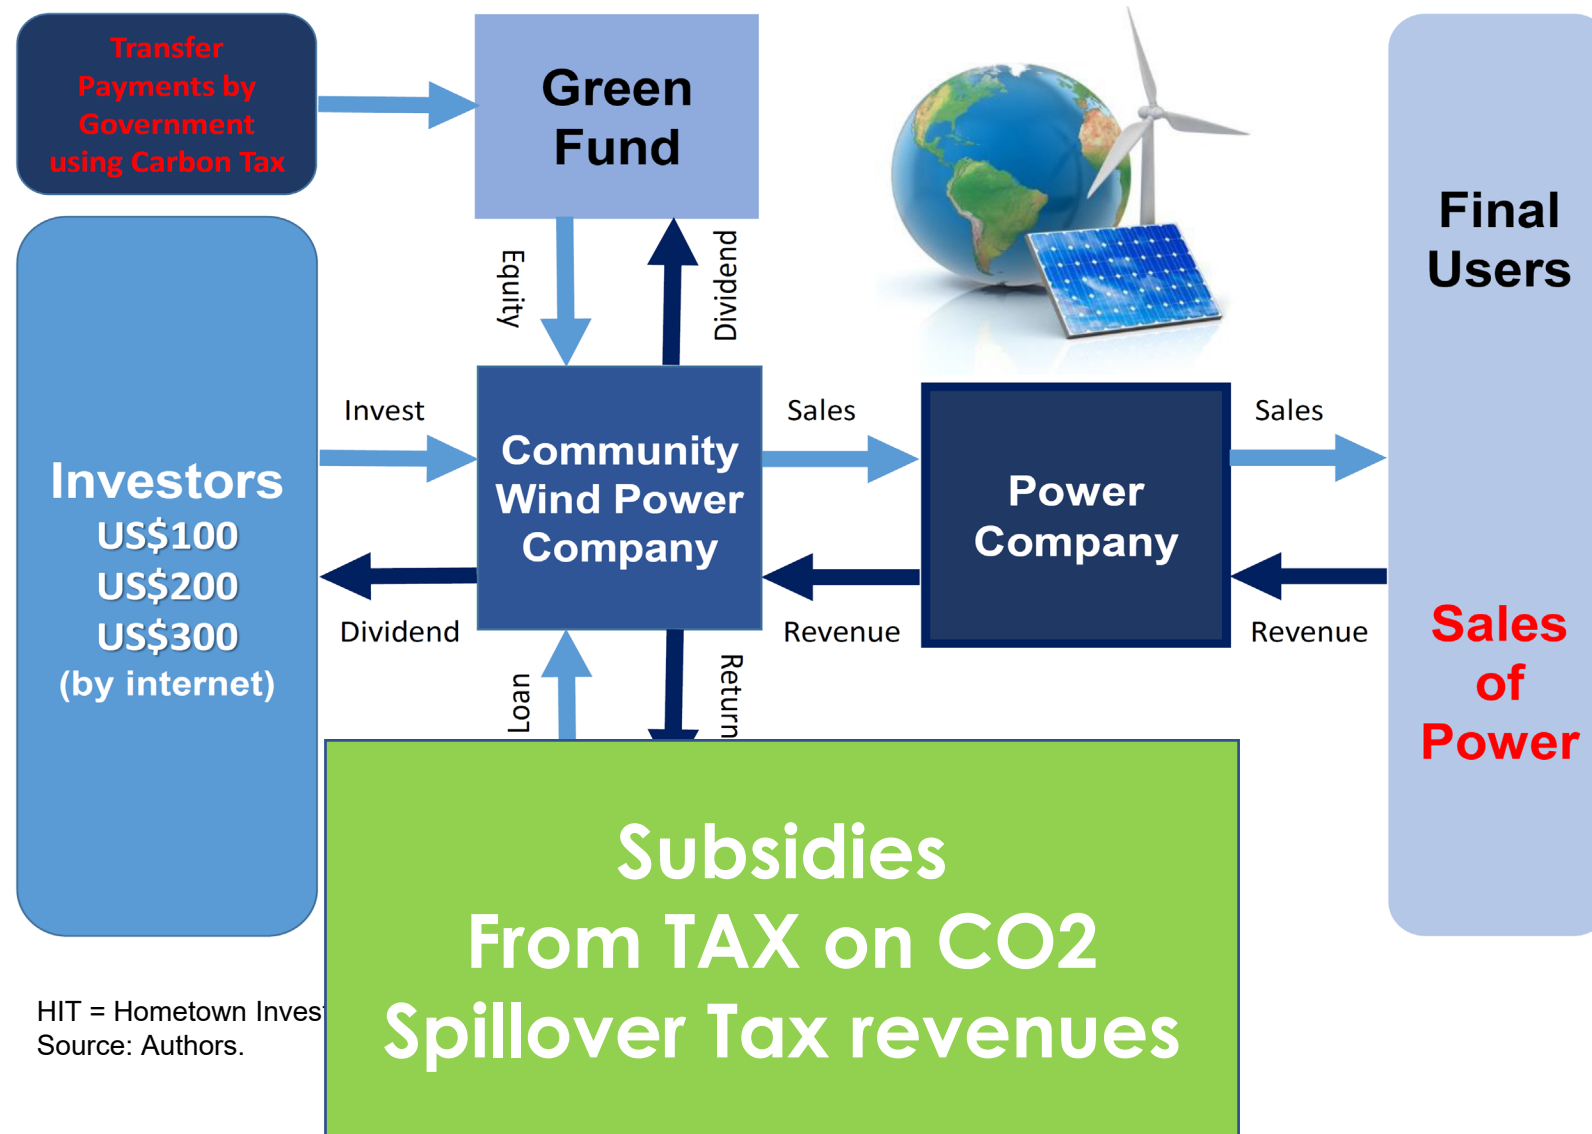 Transfer
Payments by
Government
using Carbon Tax
Green
Fund
Equity
Dividend
Final
Users
Investors
US$100
US$200
US$300
(by internet)
Invest
Dividend
Community
Wind Power
Company
Sales
Revenue
Power
Company
Sales
Revenue
Sales
of
Power
Loan
Return
Subsidies
From TAX on CO2
Spillover Tax revenues
HIT = Hometown
Source: Authors.